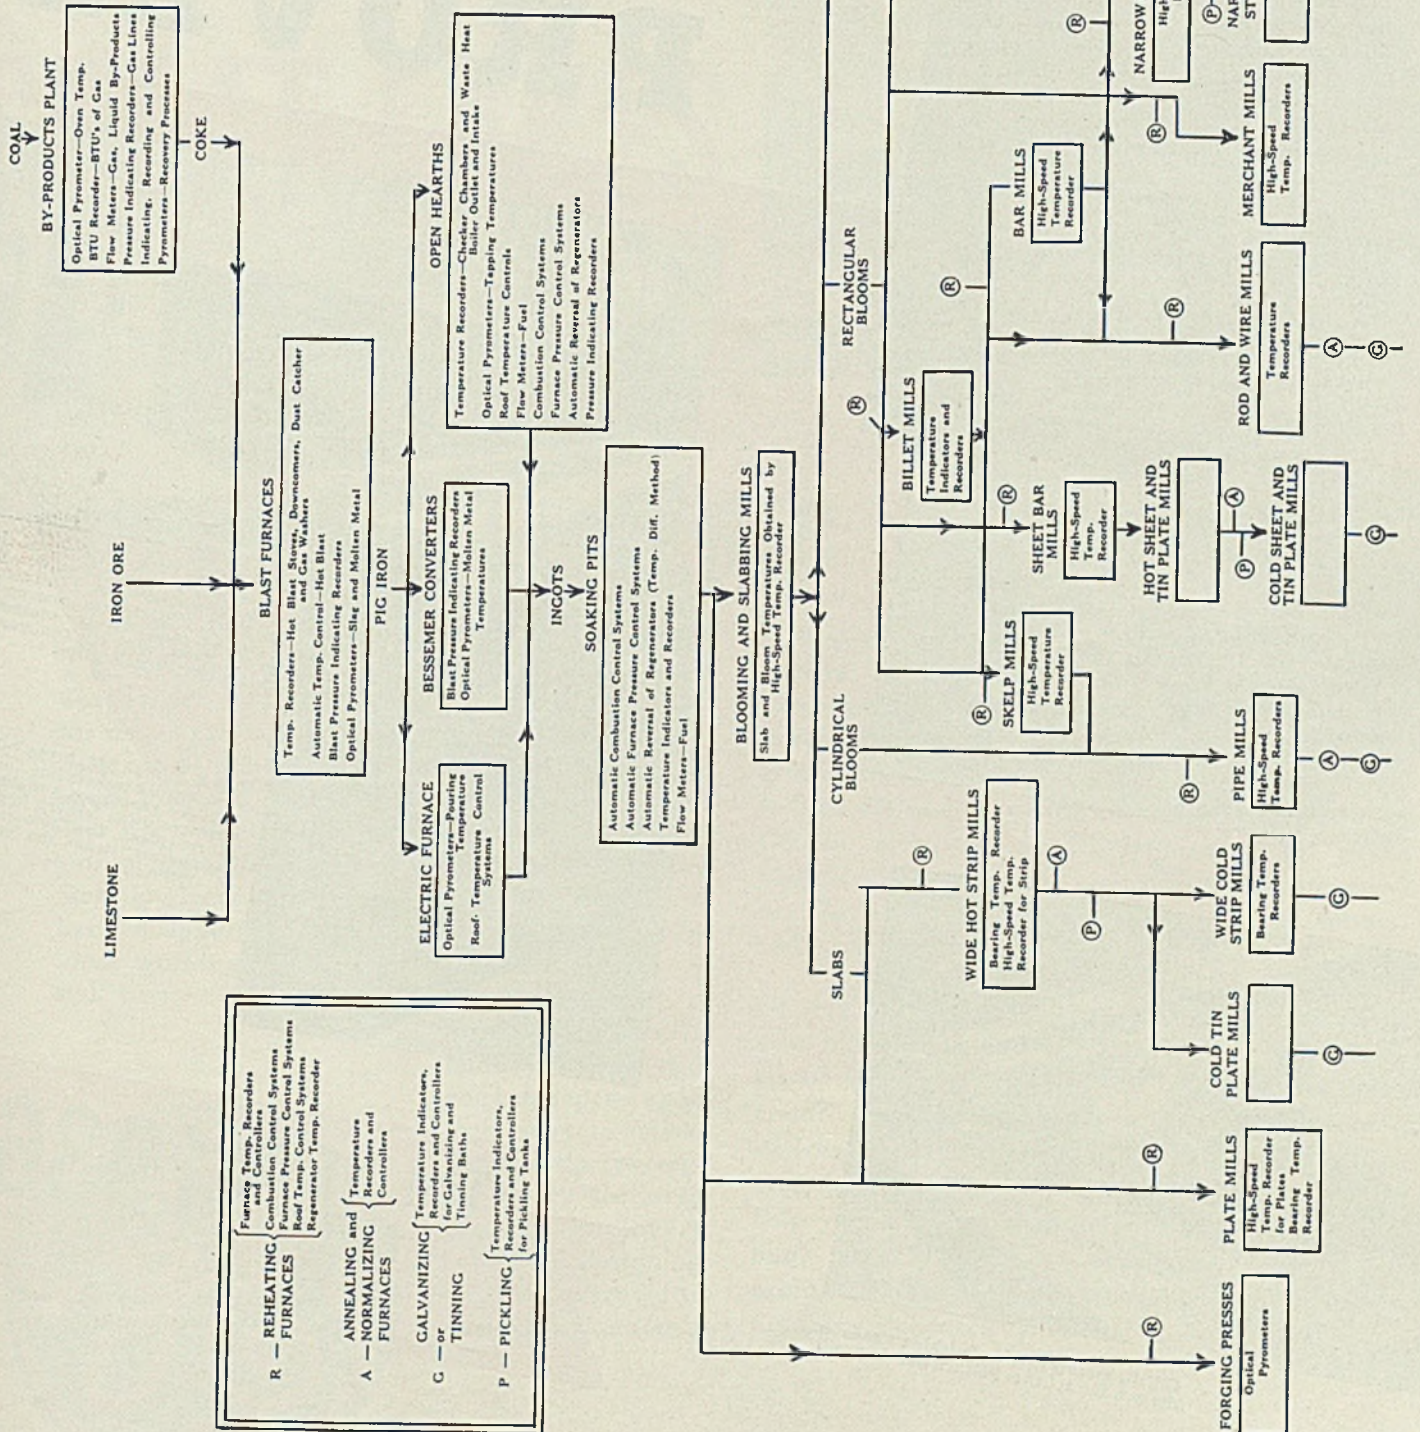 COAL
BY-PRODUCTS PLANT
Optical Pyrometer—Oven Temp.
BTU Recorder—BTU's of Gas
Flow Meters—Gas, Liquid By-Products
Pressure Indicating Recorders—Gas Lines
Indicating, Recording and Controlling
Pyrometers—Recovery Processes
COKE
LIMESTONE
IRON ORE
BLAST FURNACES
Temp. Recorders—Hot Blast Stoves, Downcomers, Dust Catcher
and Gas Washers
Automatic Temp. Control—Hot Blast
Blast Pressure Indicating Recorders
Optical Pyrometers—Slag and Molten Metal
PIG IRON
ELECTRIC FURNACE
Optical Pyrometers—Pouring
Temperature
Roof Temperature Control
Systems
BESSEMER CONVERTERS
Blast Pressure Indicating Recorders
Optical Pyrometers—Molten Metal
Temperatures
OPEN HEARTHS
Temperature Recorders—Checker Chambers and Waste Heat
Boiler Outlet and Intake
Optical Pyrometers—Tapping Temperatures
Roof Temperature Controls
Flow Meters—Fuel
Combustion Control Systems
Furnace Pressure Control Systems
Automatic Reversal of Regenerators
Pressure Indicating Recorders
INGOTS
SOAKING PITS
Automatic Combustion Control Systems
Automatic Furnace Pressure Control Systems
Automatic Reversal of Regenerators (Temp. Diff. Method)
Temperature Indicators and Recorders
Flow Meters—Fuel
R — REHEATING
FURNACES
Furnace Temp. Recorders
and Controllers
Combustion Control Systems
Furnace Pressure Control Systems
Roof Temp. Control Systems
Regenerator Temp. Recorder
ANNEALING and
A — NORMALIZING
FURNACES
Temperature
Recorders and
Controllers
GALVANIZING
G — or
TINNING
Temperature Indicators,
Recorders and Controllers
for Galvanizing and
Tinning Baths
P — PICKLING
Temperature Indicators,
Recorders and Controllers
for Pickling Tanks
BLOOMING AND SLABBING MILLS
Slab and Bloom Temperatures Obtained by
High-Speed Temp. Recorder
SLABS
CYLINDRICAL
BLOOMS
RECTANGULAR
BLOOMS
R
BILLET MILLS
Temperature
Indicators and
Recorders
R
R
WIDE HOT STRIP MILLS
Bearing Temp. Recorder
High-Speed Temp.
Recorder for Strip
R
SKELP MILLS
High-Speed
Temperature
Recorder
R
SHEET BAR
MILLS
High-Speed
Temp.
Recorder
BAR MILLS
High-Speed
Temperature
Recorder
R
A
P
NARROW
High
R
R
HOT SHEET AND
TIN PLATE MILLS
R
R
R
R
P
A
P
NAR
ST
FORGING PRESSES
Optical
Pyrometers
PLATE MILLS
High-Speed
Temp. Recorder
for Plates
Bearing Temp.
Recorder
COLD TIN
PLATE MILLS
G
WIDE COLD
STRIP MILLS
Bearing Temp.
Recorders
G
PIPE MILLS
High-Speed
Temp. Recorders
A
G
COLD SHEET AND
TIN PLATE MILLS
G
ROD AND WIRE MILLS
Temperature
Recorders
A
G
MERCHANT MILLS
High-Speed
Temp. Recorders